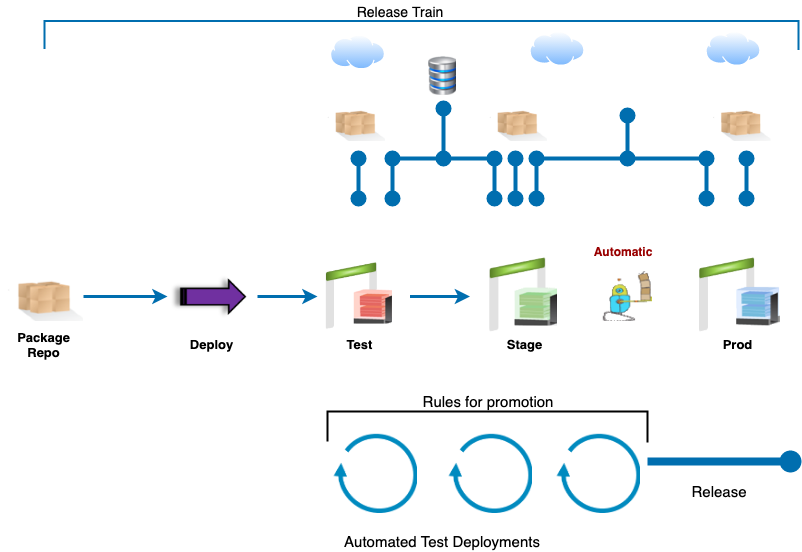 Release Train
Automatic
Package
Repo
Deploy
Test
Stage
Prod
Rules for promotion
Release
Automated Test Deployments